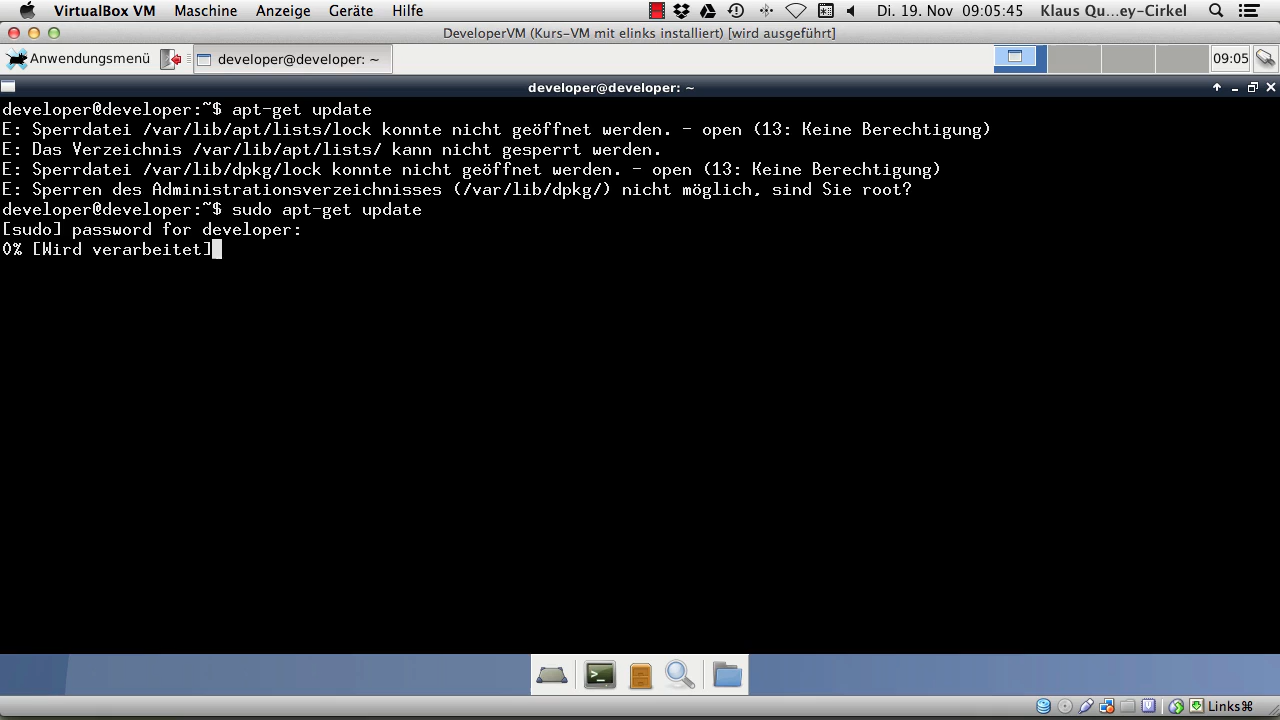 VirtualBox VM Maschine Anzeige Geräte Hilfe Di. 19. Nov 09:05:45 Klaus Qu...ey-Cirkel
DeveloperVM (Kurs-VM mit elinks installiert) [wird ausgeführt]
Anwendungsmenü developer@developer: ~ 09:05
developer@developer: ~
developer@developer:~$ apt-get update
E: Sperrdatei /var/lib/apt/lists/lock konnte nicht geöffnet werden. - open (13: Keine Berechtigung)
E: Das Verzeichnis /var/lib/apt/lists/ kann nicht gesperrt werden.
E: Sperrdatei /var/lib/dpkg/lock konnte nicht geöffnet werden. - open (13: Keine Berechtigung)
E: Sperren des Administrationsverzeichnisses (/var/lib/dpkg/) nicht möglich, sind Sie root?
developer@developer:~$ sudo apt-get update
[sudo] password for developer:
0% [Wird verarbeitet]
Links⌘